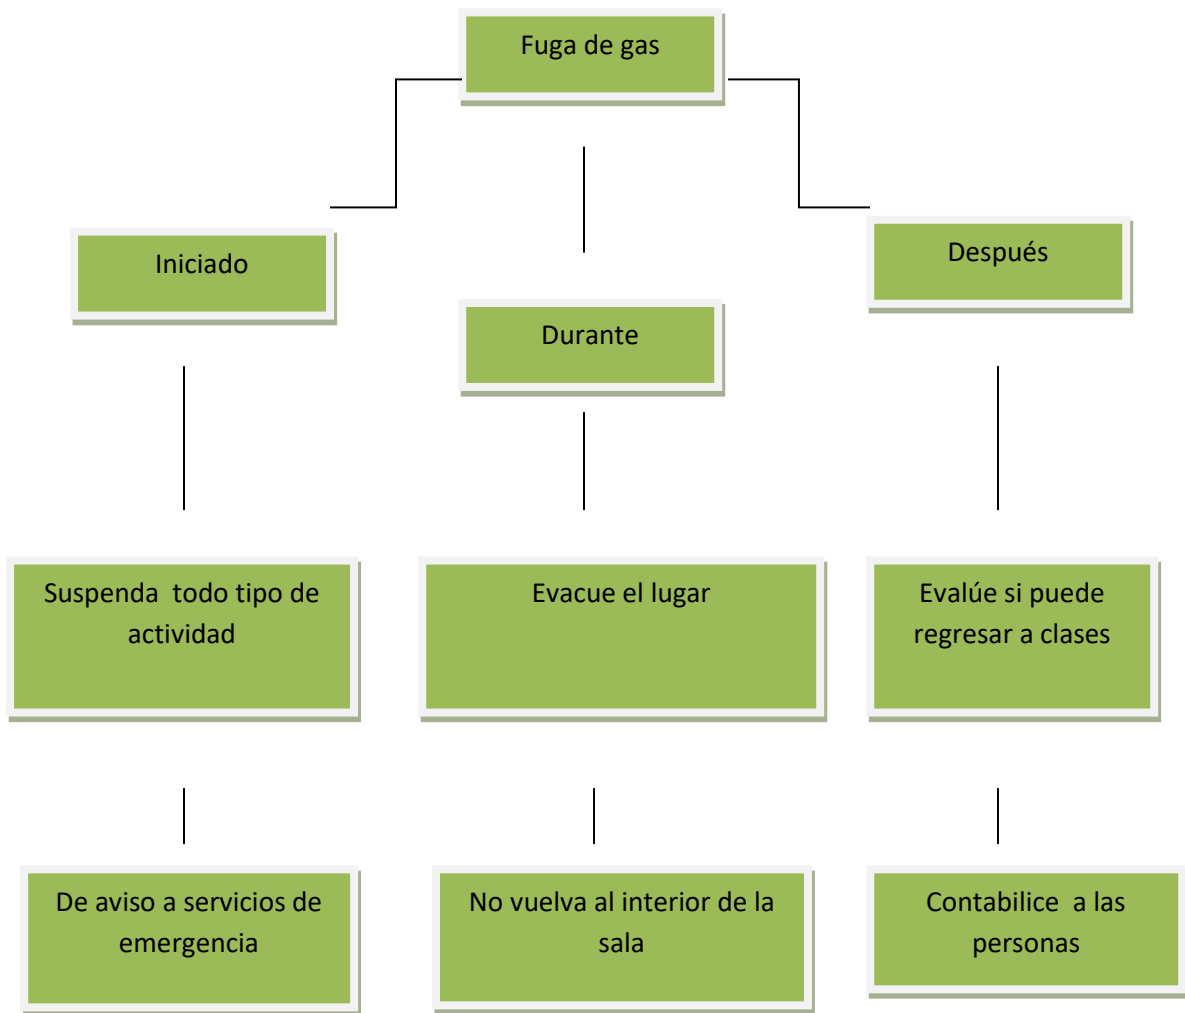 Fuga de gas
Iniciado
Durante
Después
Suspenda  todo tipo de
actividad
Evacue el lugar
Evalúe si puede
regresar a clases
De aviso a servicios de
emergencia
No vuelva al interior de la
sala
Contabilice  a las
personas